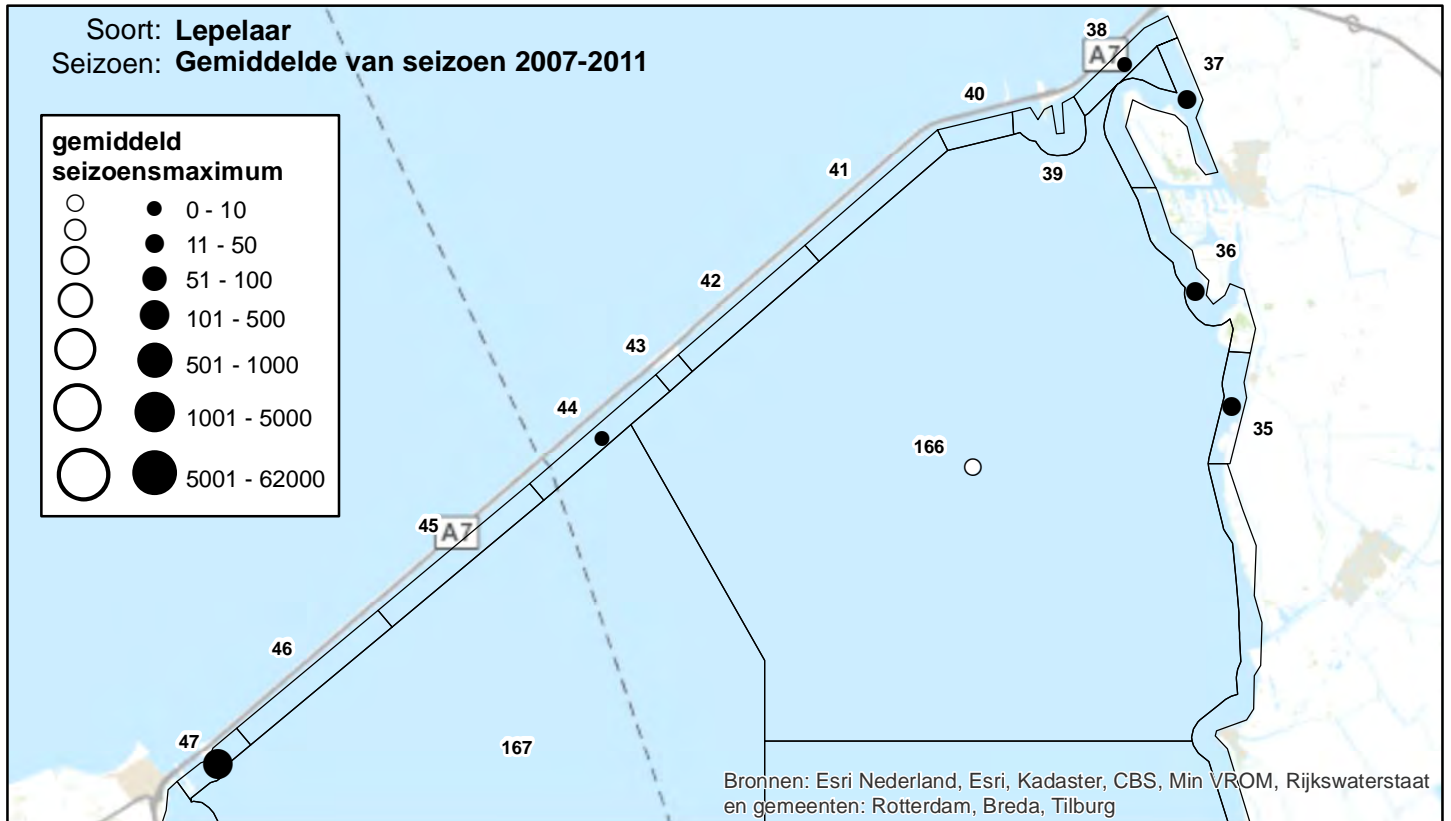 Soort: Lepelaar
Seizoen: Gemiddelde van seizoen 2007-2011
gemiddeld
seizoensmaximum
0 - 10
11 - 50
51 - 100
101 - 500
501 - 1000
1001 - 5000
5001 - 62000
38
A7
37
40
39
41
36
42
43
44
35
166
45
A7
46
47
167
Bronnen: Esri Nederland, Esri, Kadaster, CBS, Min VROM, Rijkswaterstaat
en gemeenten: Rotterdam, Breda, Tilburg